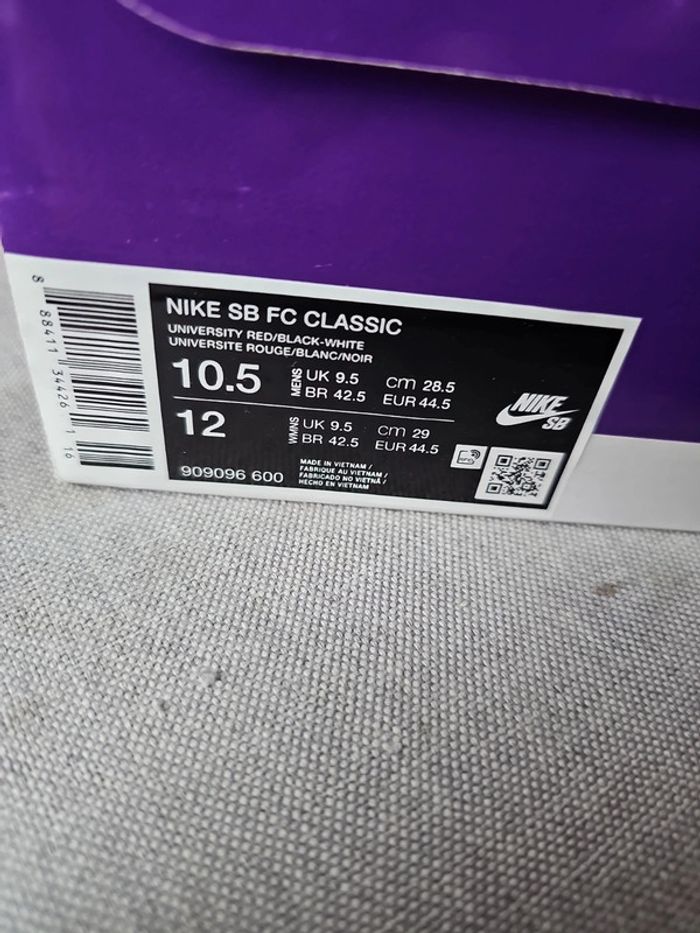 8 88411 34426 1 16
NIKE SB FC CLASSIC
UNIVERSITY RED/BLACK-WHITE
UNIVERSITE ROUGE/BLANC/NOIR
10.5 MENS UK 9.5 cm 28.5
BR 42.5 EUR 44.5
12 WMNS UK 9.5 cm 29
BR 42.5 EUR 44.5
NIKE
SB
909096 600
MADE IN VIETNAM /
FABRIQUE AU VIETNAM /
FABRICADO NO VIETNÃ /
HECHO EN VIETNAM